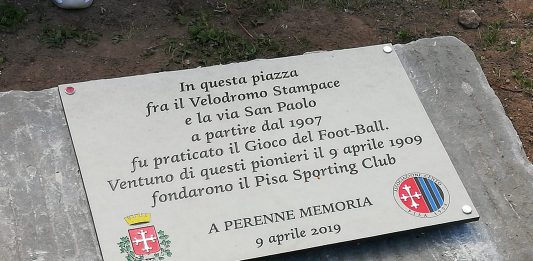 In questa piazza
fra il Velodromo Stampace
e la via San Paolo
a partire dal 1907
fu praticato il Gioco del Foot-Ball.
Ventuno di questi pionieri il 9 aprile 1909
fondarono il Pisa Sporting Club
A PERENNE MEMORIA
9 aprile 2019